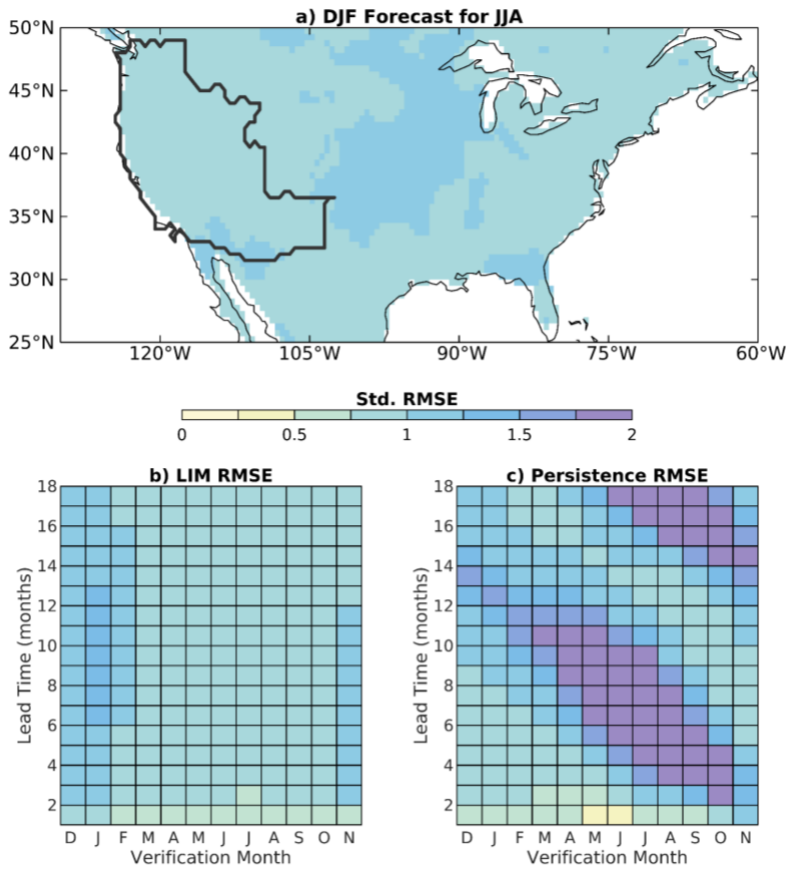 a) DJF Forecast for JJA
50°N
45°N
40°N
35°N
30°N
25°N
120°W 105°W 90°W 75°W 60°W
Std. RMSE
0 0.5 1 1.5 2
b) LIM RMSE
18
16
14
12
10
8
6
4
2
Lead Time (months)
D J F M A M J J A S O N
Verification Month
c) Persistence RMSE
18
16
14
12
10
8
6
4
2
Lead Time (months)
D J F M A M J J A S O N
Verification Month